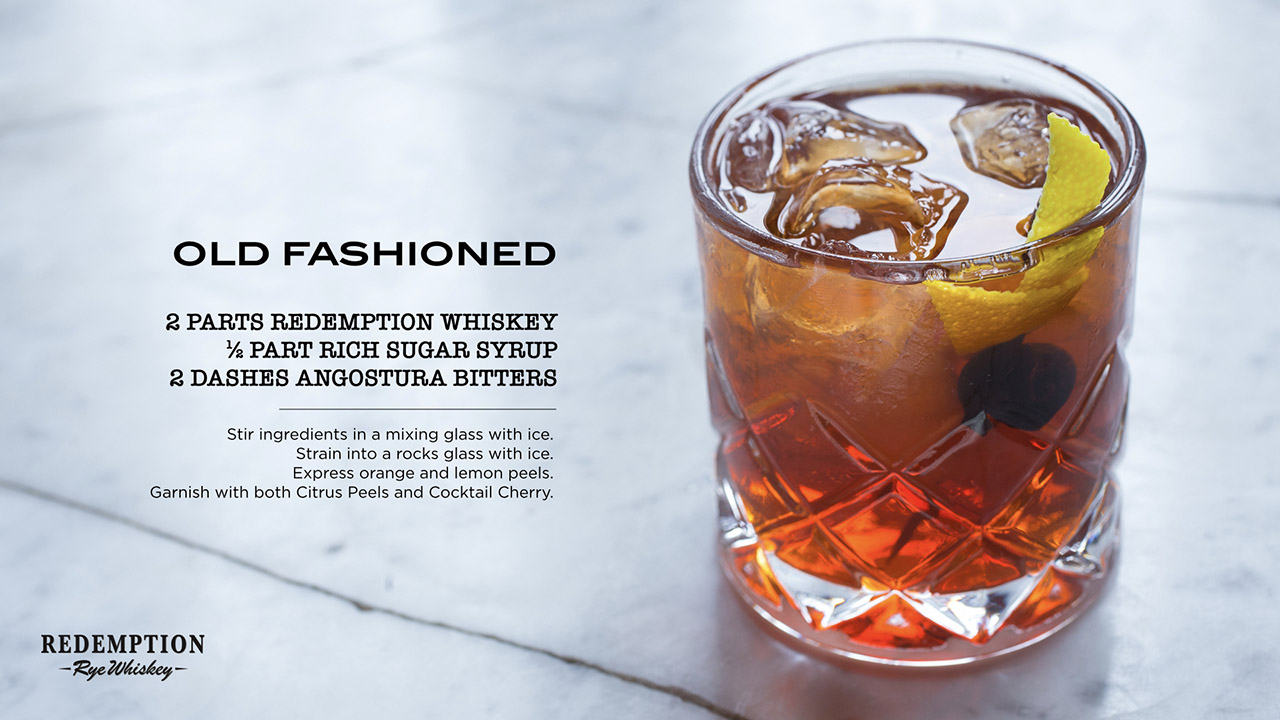 OLD FASHIONED
2 PARTS REDEMPTION WHISKEY
½ PART RICH SUGAR SYRUP
2 DASHES ANGOSTURA BITTERS
Stir ingredients in a mixing glass with ice.
Strain into a rocks glass with ice.
Express orange and lemon peels.
Garnish with both Citrus Peels and Cocktail Cherry.
REDEMPTION
Rye Whiskey